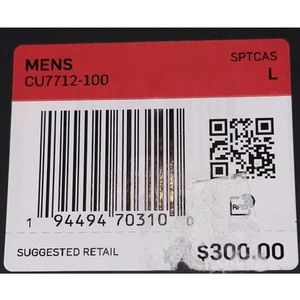 MENS
SPTCAS
CU7712-100
L
1 94494 70310 0
SUGGESTED RETAIL
$300.00